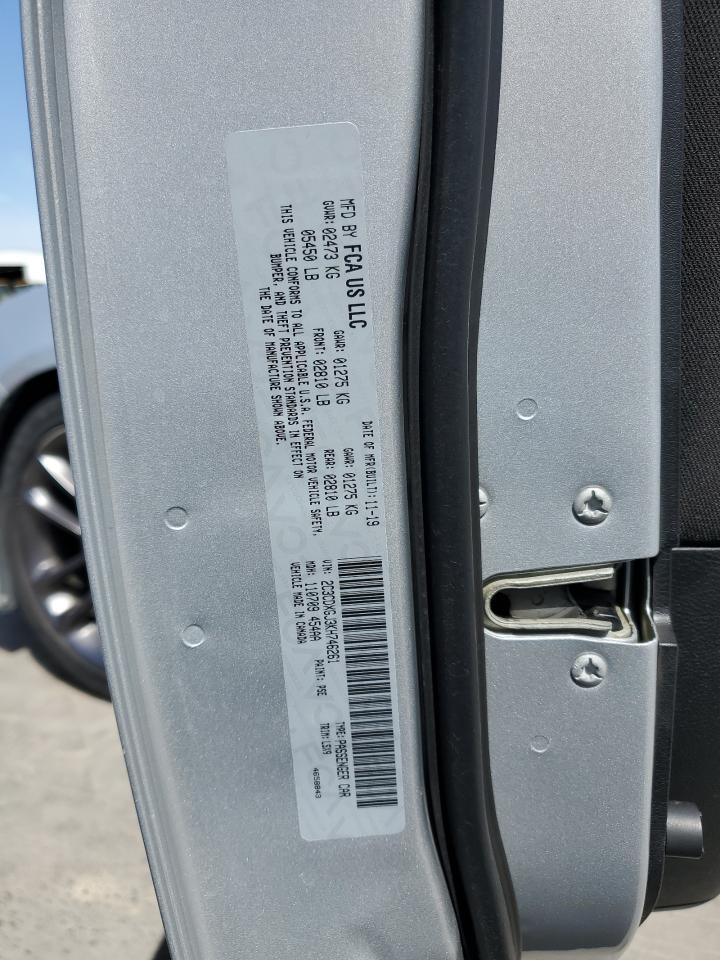 MFD BY FCA US LLC
DATE OF MFR(BUILT): 11-19
GVWR: 02473 KG
GAWR: 01275 KG
GAWR: 01275 KG
05450 LB
FRONT: 02810 LB
REAR: 02810 LB
THIS VEHICLE CONFORMS TO ALL APPLICABLE U.S.A. FEDERAL MOTOR VEHICLE SAFETY,
BUMPER, AND THEFT PREVENTION STANDARDS IN EFFECT ON
THE DATE OF MANUFACTURE SHOWN ABOVE.
VIN: 2C3CDXGJ3KH746261
TYPE: PASSENGER CAR
MDH: 110709 454AA
PAINT: PSE
TRIM: LSX9
VEHICLE MADE IN CANADA
4658843